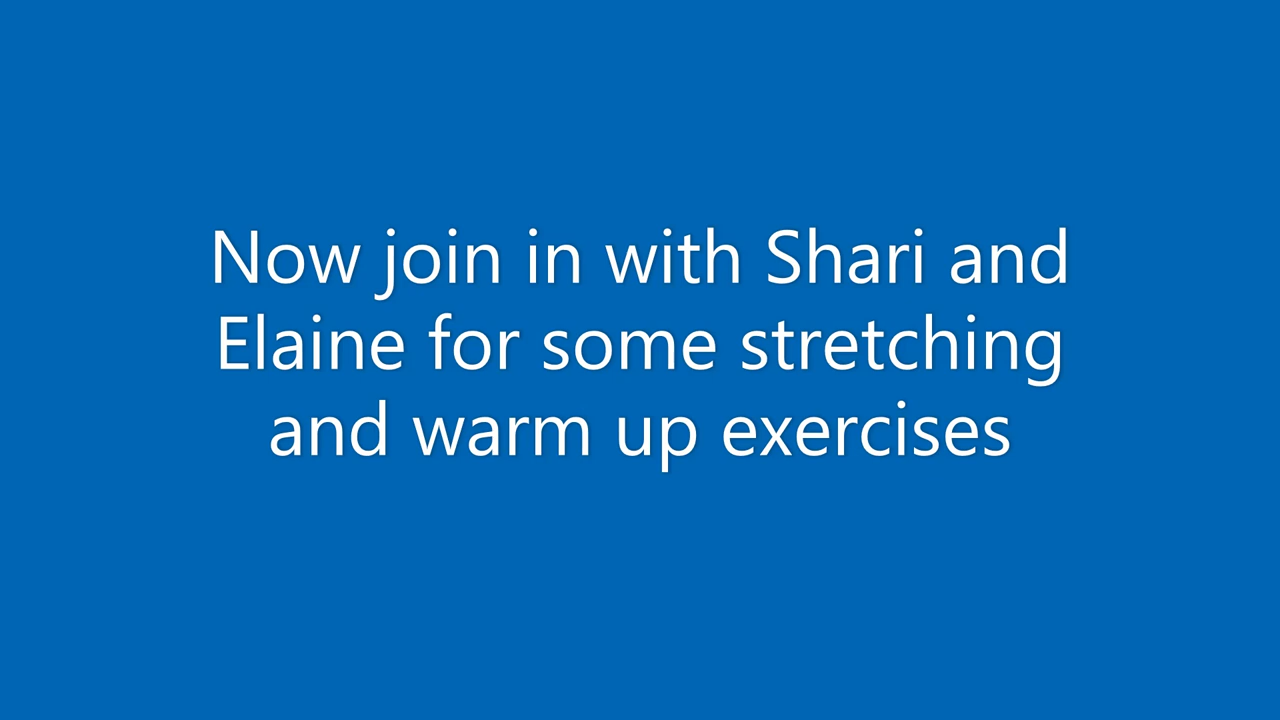 Now join in with Shari and
Elaine for some stretching
and warm up exercises